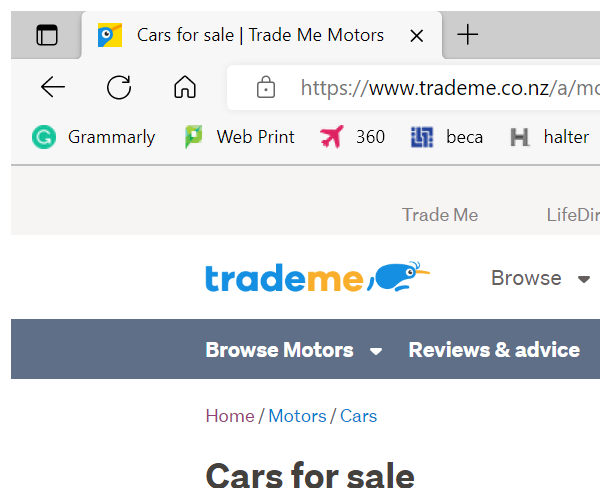 Cars for sale | Trade Me Motors
https://www.trademe.co.nz/a/mo
Grammarly Web Print 360 beca halter
Trade Me LifeDir
trademe Browse
Browse Motors Reviews & advice
Home / Motors / Cars
Cars for sale